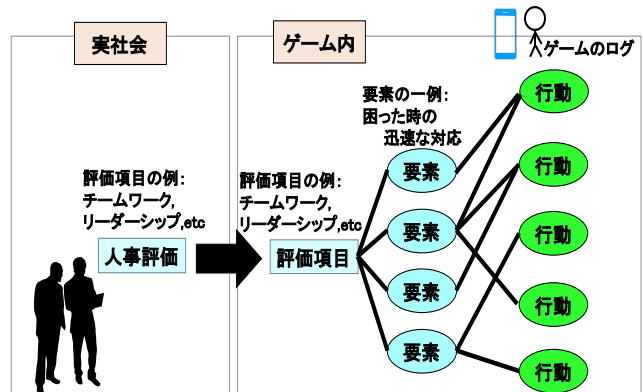 実社会
ゲーム内
ゲームのログ
評価項目の例:
チームワーク,
リーダーシップ,etc
人事評価
評価項目の例:
チームワーク,
リーダーシップ,etc
評価項目
要素の一例:
困った時の
迅速な対応
要素
要素
要素
要素
行動
行動
行動
行動
行動